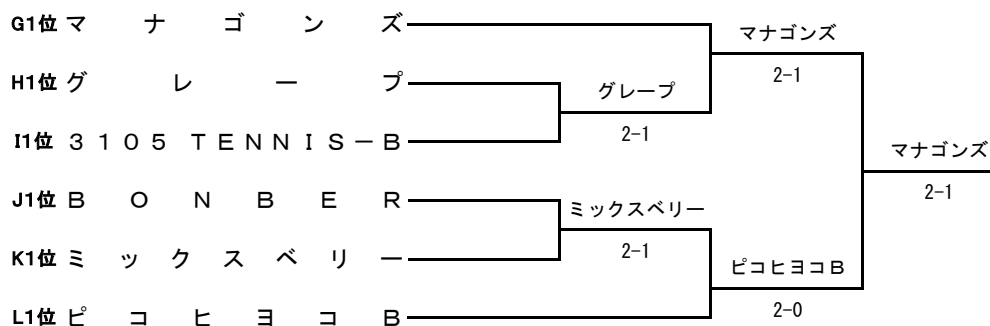 G1位 マナゴンズ
マナゴンズ
2-1
H1位 グレープ
グレープ
2-1
I1位 3105 TENNIS-B
マナゴンズ
2-1
J1位 BONBER
ミックスベリー
2-1
K1位 ミックスベリー
ピコヒヨコB
2-0
L1位 ピコヒヨコB